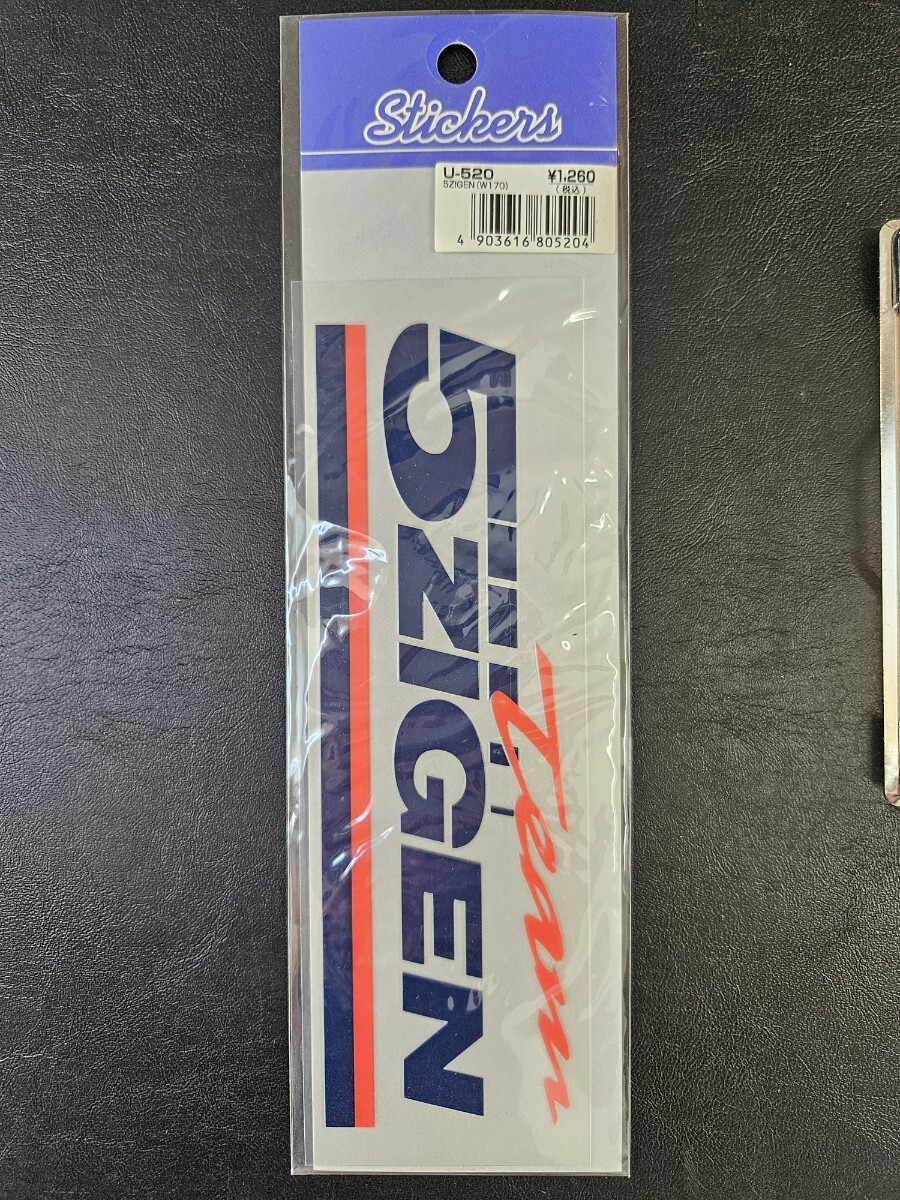 Stickers
U-520 ¥1,260
5ZIGEN(W170) (税込)
4 903616 805204
Team
5ZIGEN